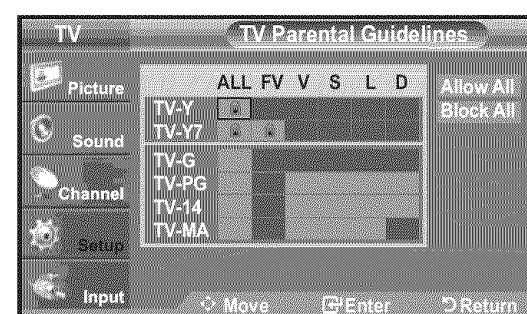 TV
TV Parental Guidelines
Picture
Sound
Channel
Setup
Input
ALL FV V S L D
TV-Y
TV-Y7
TV-G
TV-PG
TV-14
TV-MA
Allow All
Block All
Move Enter Return